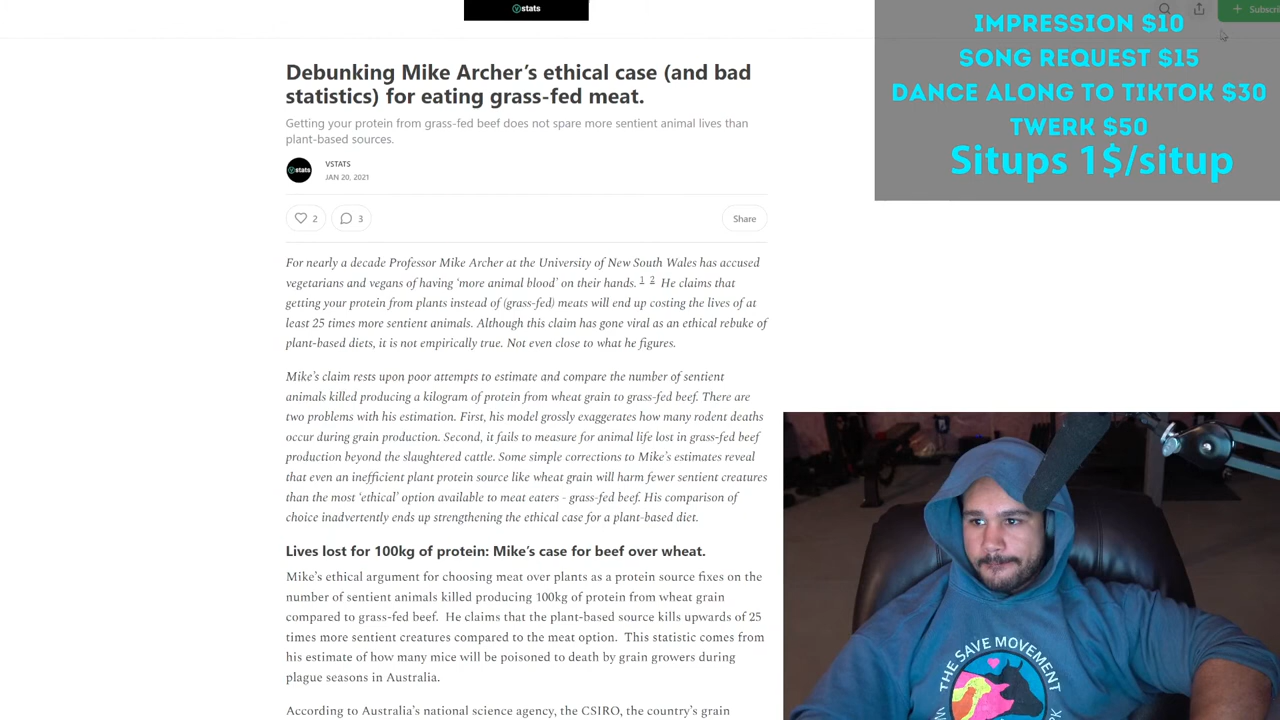 vstats
Subscri
IMPRESSION $10
SONG REQUEST $15
DANCE ALONG TO TIKTOK $30
TWERK $50
Situps 1$/situp
Debunking Mike Archer’s ethical case (and bad
statistics) for eating grass-fed meat.
Getting your protein from grass-fed beef does not spare more sentient animal lives than
plant-based sources.
vstats
VSTATS
JAN 20, 2021
2
3
Share
For nearly a decade Professor Mike Archer at the University of New South Wales has accused
vegetarians and vegans of having ‘more animal blood’ on their hands. 1 2 He claims that
getting your protein from plants instead of (grass-fed) meats will end up costing the lives of at
least 25 times more sentient animals. Although this claim has gone viral as an ethical rebuke of
plant-based diets, it is not empirically true. Not even close to what he figures.
Mike’s claim rests upon poor attempts to estimate and compare the number of sentient
animals killed producing a kilogram of protein from wheat grain to grass-fed beef. There are
two problems with his estimation. First, his model grossly exaggerates how many rodent deaths
occur during grain production. Second, it fails to measure for animal life lost in grass-fed beef
production beyond the slaughtered cattle. Some simple corrections to Mike’s estimates reveal
that even an inefficient plant protein source like wheat grain will harm fewer sentient creatures
than the most ‘ethical’ option available to meat eaters - grass-fed beef. His comparison of
choice inadvertently ends up strengthening the ethical case for a plant-based diet.
Lives lost for 100kg of protein: Mike’s case for beef over wheat.
Mike’s ethical argument for choosing meat over plants as a protein source fixes on the
number of sentient animals killed producing 100kg of protein from wheat grain
compared to grass-fed beef. He claims that the plant-based source kills upwards of 25
times more sentient creatures compared to the meat option. This statistic comes from
his estimate of how many mice will be poisoned to death by grain growers during
plague seasons in Australia.
According to Australia’s national science agency, the CSIRO, the country’s grain
THE SAVE MOVEMENT